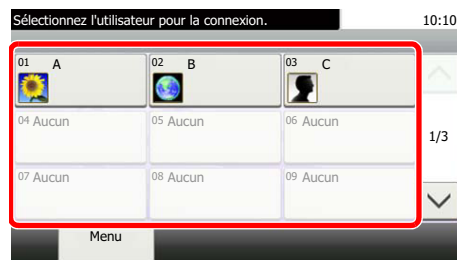 Sélectionnez l'utilisateur pour la connexion. 10:10
01 A 02 B 03 C
04 Aucun 05 Aucun 06 Aucun
1/3
07 Aucun 08 Aucun 09 Aucun
Menu